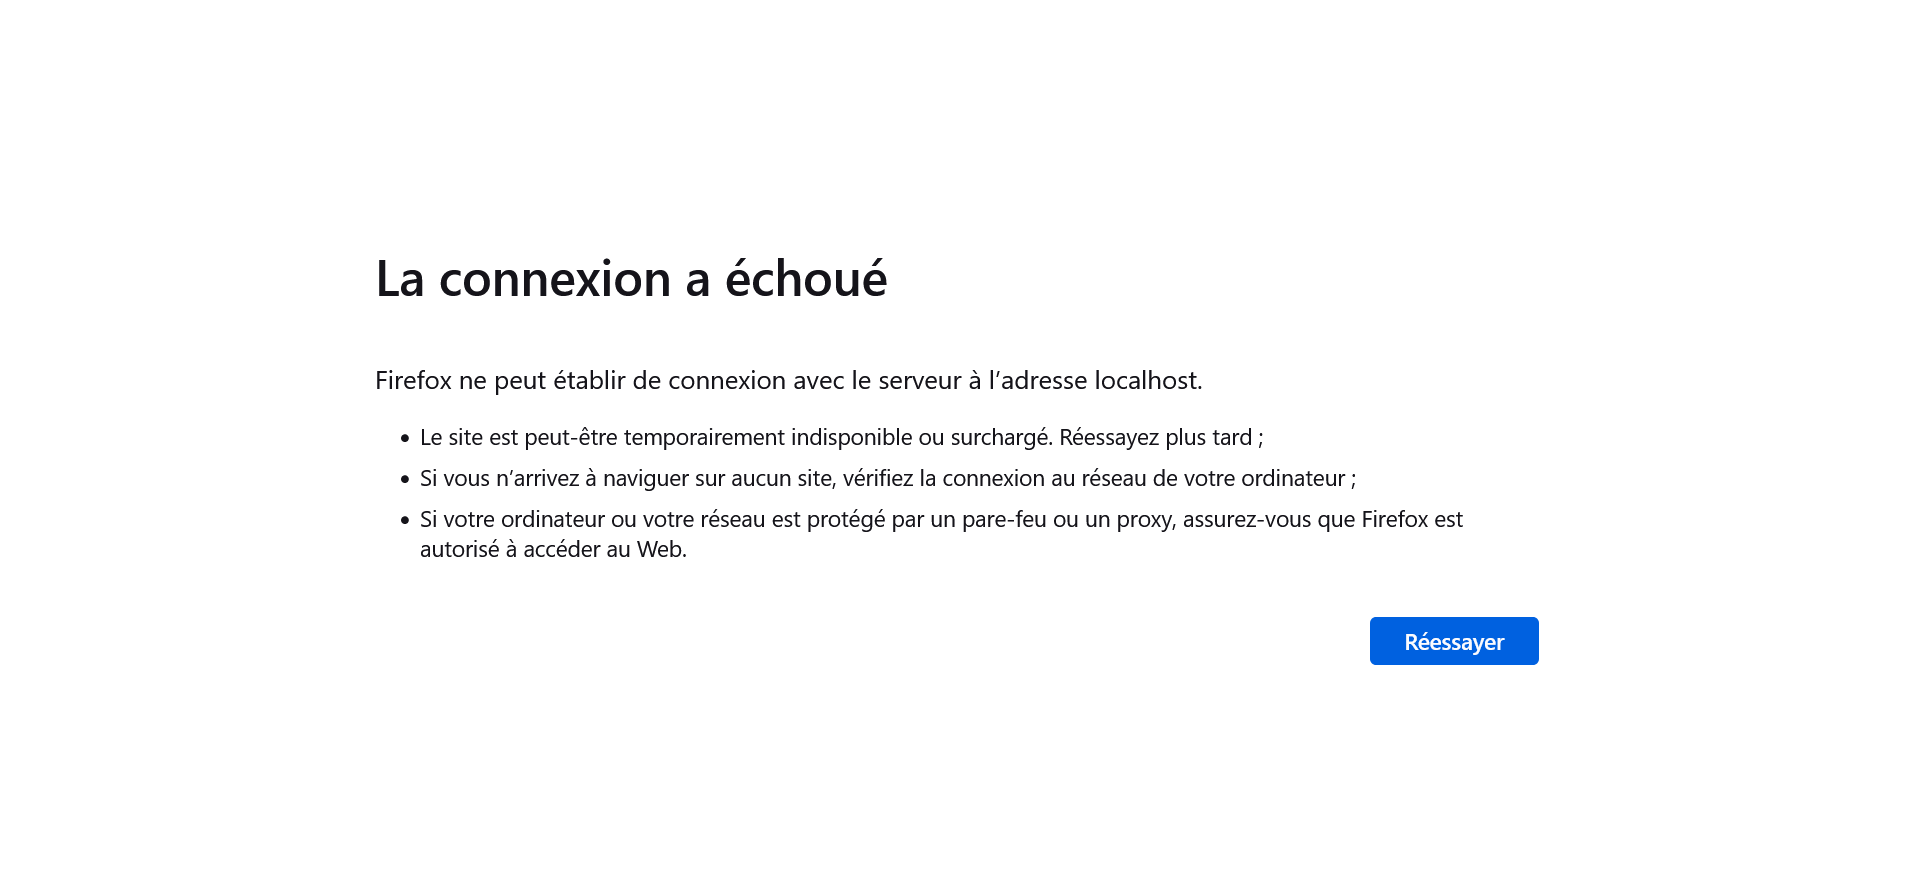 La connexion a échoué
Firefox ne peut établir de connexion avec le serveur à l’adresse localhost.
• Le site est peut-être temporairement indisponible ou surchargé. Réessayez plus tard ;
• Si vous n’arrivez à naviguer sur aucun site, vérifiez la connexion au réseau de votre ordinateur ;
• Si votre ordinateur ou votre réseau est protégé par un pare-feu ou un proxy, assurez-vous que Firefox est
autorisé à accéder au Web.
Réessayer